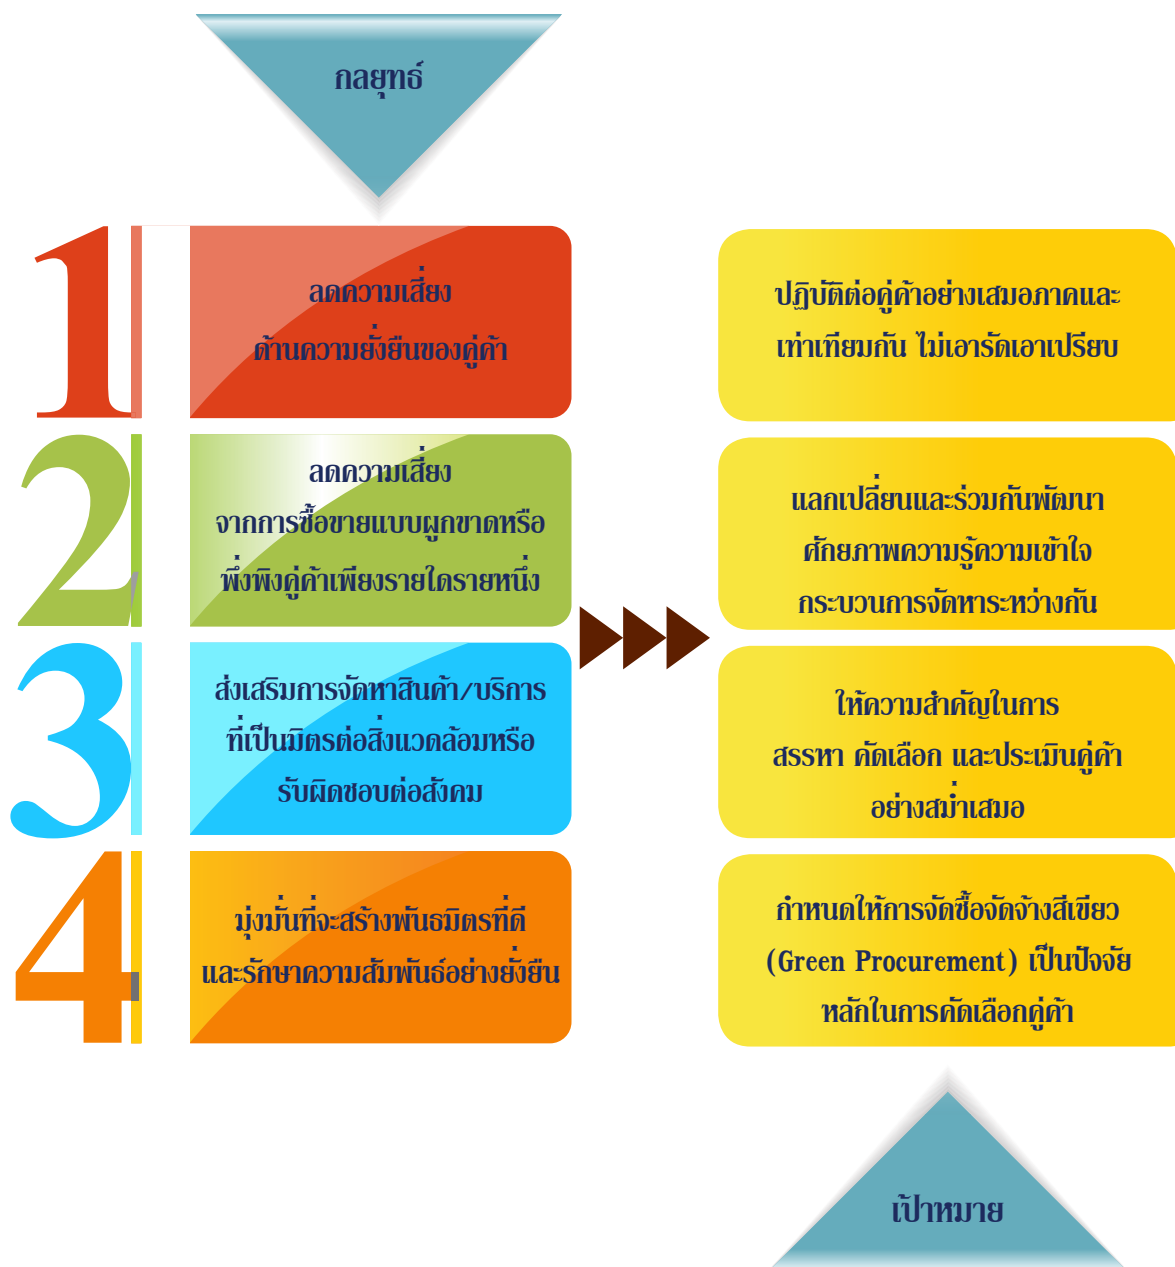 กลยุทธ์
1
ลดความเสี่ยง
ด้านความยั่งยืนของคู่ค้า
2
ลดความเสี่ยง
จากการซื้อขายแบบผูกขาดหรือ
พึ่งพิงคู่ค้าเพียงรายใดรายหนึ่ง
3
ส่งเสริมการจัดหาสินค้า/บริการ
ที่เป็นมิตรต่อสิ่งแวดล้อมหรือ
รับผิดชอบต่อสังคม
4
มุ่งมั่นที่จะสร้างพันธมิตรที่ดี
และรักษาความสัมพันธ์อย่างยั่งยืน
ปฏิบัติต่อคู่ค้าอย่างเสมอภาคและ
เท่าเทียมกัน ไม่เอารัดเอาเปรียบ
แลกเปลี่ยนและร่วมกันพัฒนา
ศักยภาพความรู้ความเข้าใจ
กระบวนการจัดหาระหว่างกัน
ให้ความสำคัญในการ
สรรหา คัดเลือก และประเมินคู่ค้า
อย่างสม่ำเสมอ
กำหนดให้การจัดซื้อจัดจ้างสีเขียว
(Green Procurement) เป็นปัจจัย
หลักในการคัดเลือกคู่ค้า
เป้าหมาย